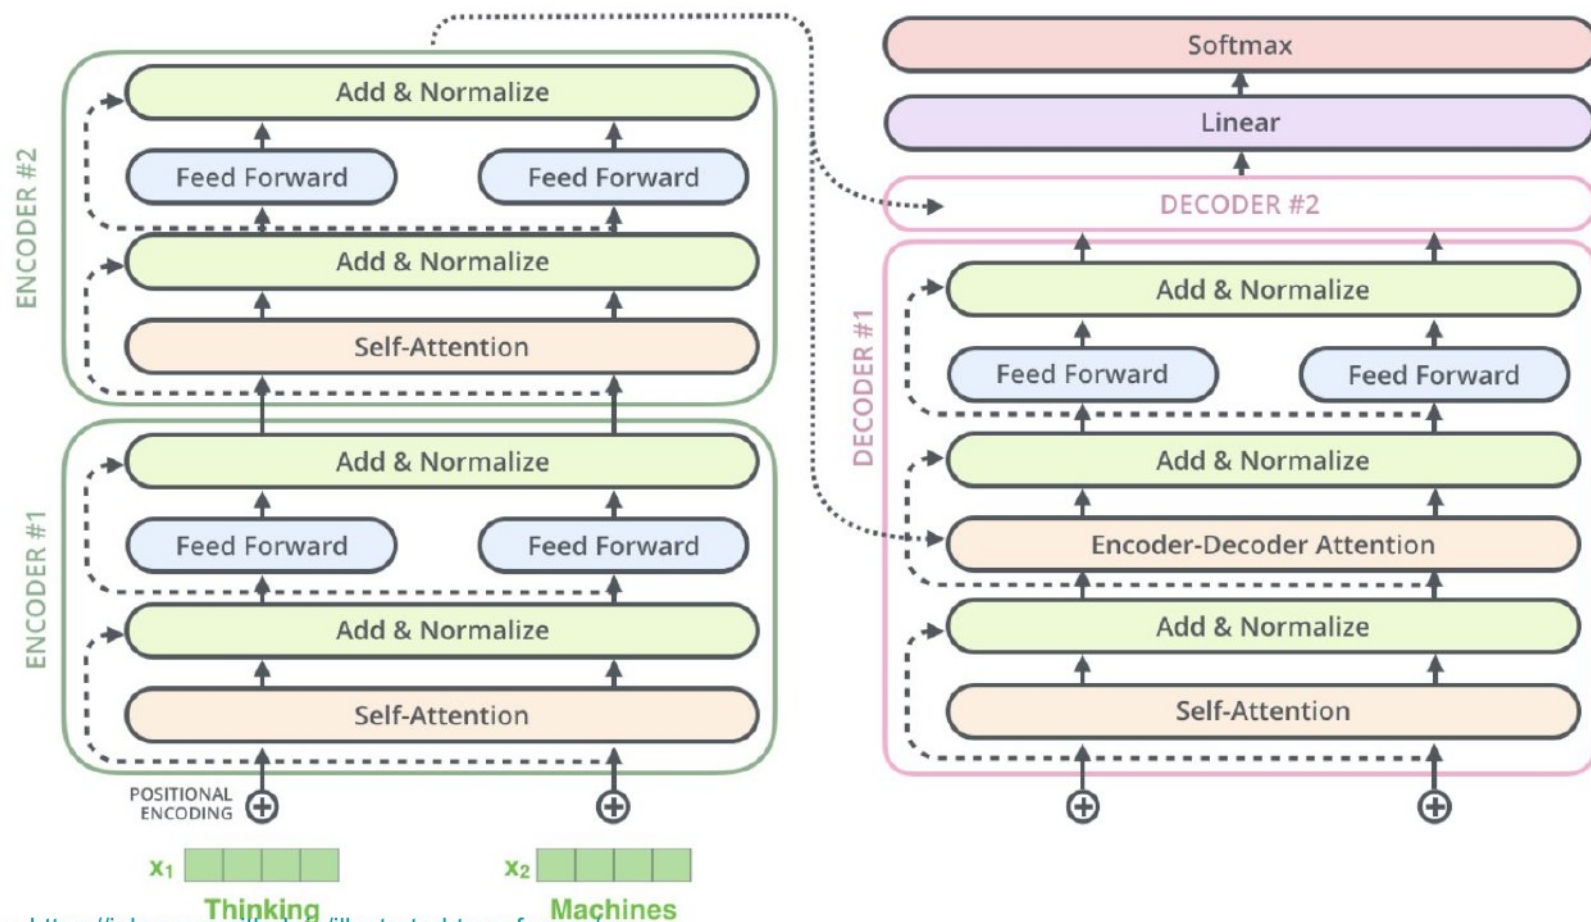 ENCODER #2
Add & Normalize
Feed Forward Feed Forward
Add & Normalize
Self-Attention
ENCODER #1
Add & Normalize
Feed Forward Feed Forward
Add & Normalize
Self-Attention
POSITIONAL
ENCODING
x₁ x₂
Thinking Machines
Softmax
Linear
DECODER #2
DECODER #1
Add & Normalize
Feed Forward Feed Forward
Add & Normalize
Encoder-Decoder Attention
Add & Normalize
Self-Attention